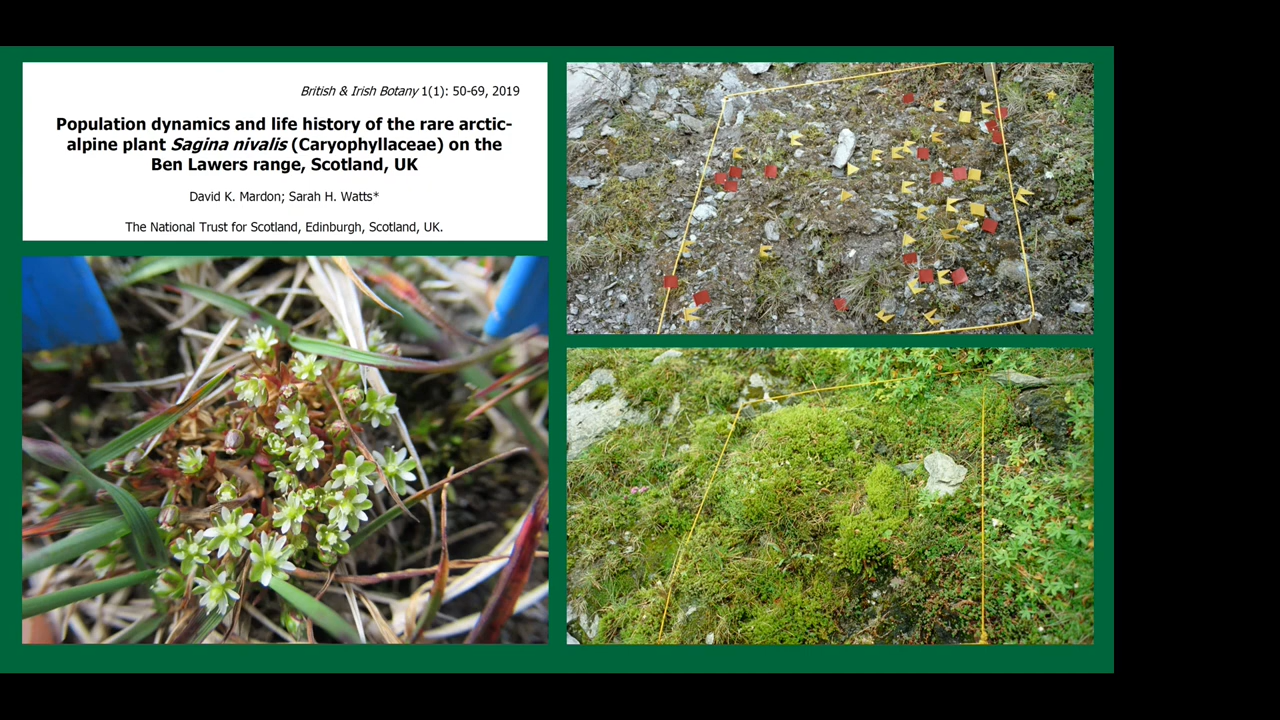 British & Irish Botany 1(1): 50-69, 2019
Population dynamics and life history of the rare arctic-
alpine plant Sagina nivalis (Caryophyllaceae) on the
Ben Lawers range, Scotland, UK
David K. Mardon; Sarah H. Watts*
The National Trust for Scotland, Edinburgh, Scotland, UK.